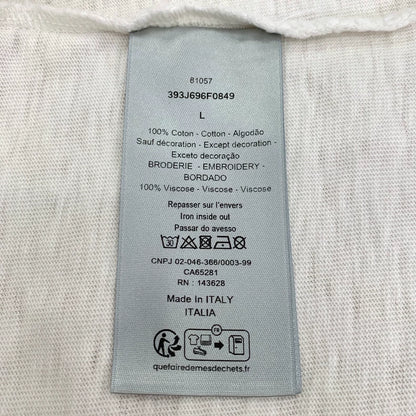 81057
393J696F0849
L
100% Coton - Cotton - Algodão
Sauf décoration - Except decoration -
Exceto decoração
BRODERIE - EMBROIDERY -
BORDADO
100% Viscose - Viscose - Viscose
Repasser sur l'envers
Iron inside out
Passar do avesso
30
CNPJ 02-046-366/0003-99
CA65281
RN : 143628
Made In ITALY
ITALIA
FR
quefairedemesdechets.fr